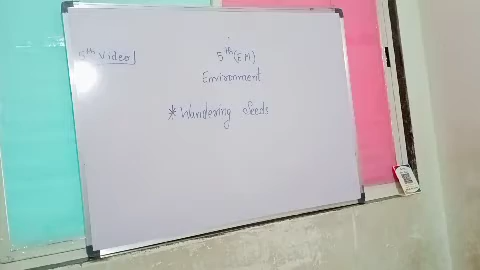 5th Video
5th (EM)
Environment
* Wandering Seeds